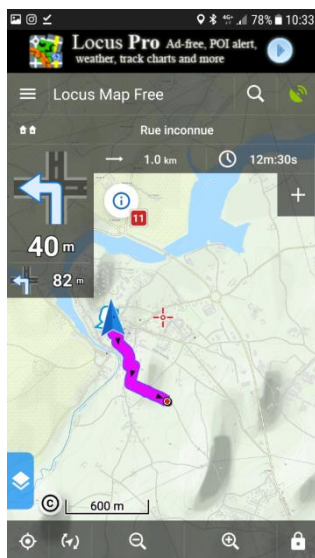 78% 10:33
Locus Pro Ad-free, POI alert,
weather, track charts and more
Locus Map Free
Rue inconnue
1.0 km 12m:30s
11
40 m
82 m
© 600 m